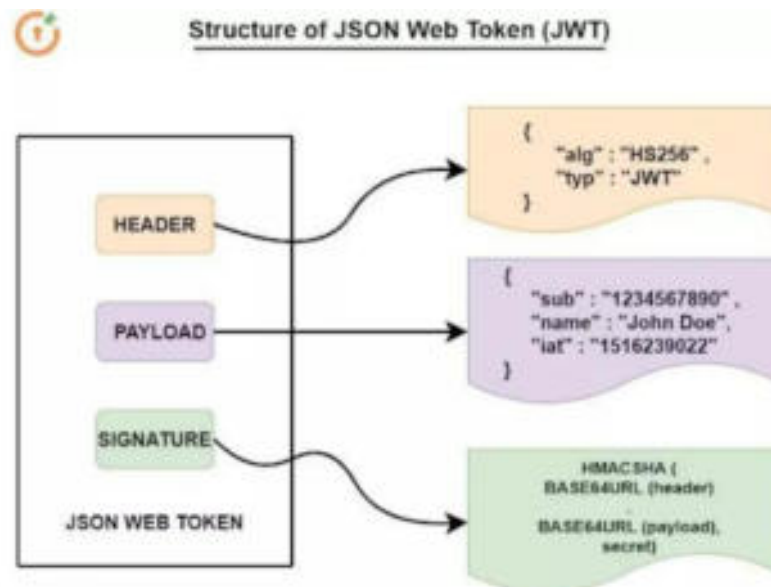 Structure of JSON Web Token (JWT)
{
"alg" : "HS256" ,
"typ" : "JWT"
}
HEADER
{
"sub" : "1234567890" ,
"name" : "John Doe",
"iat" : "1516239022"
}
PAYLOAD
SIGNATURE
HMACSHA (
BASE64URL (header)
.
BASE64URL (payload),
secret)
JSON WEB TOKEN